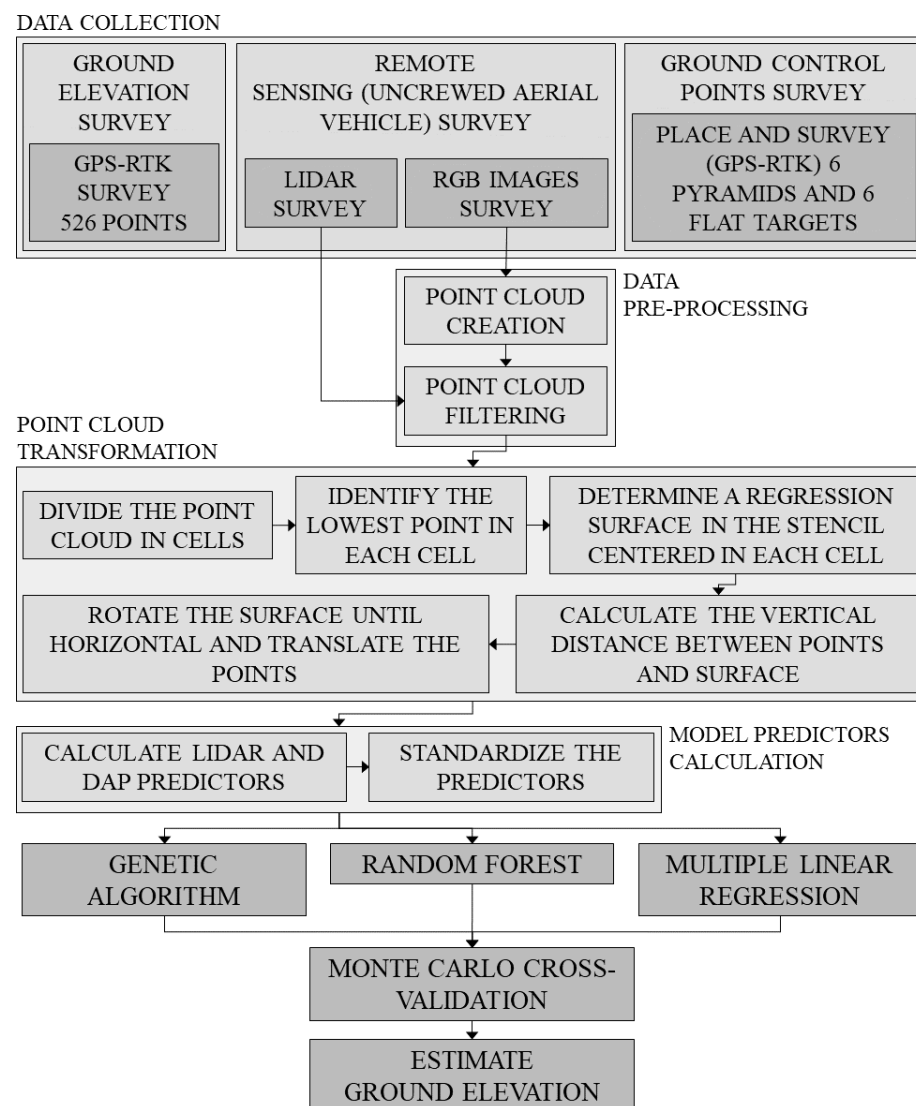 DATA COLLECTION
GROUND
ELEVATION
SURVEY
GPS-RTK
SURVEY
526 POINTS
REMOTE
SENSING (UNCREWED AERIAL
VEHICLE) SURVEY
LIDAR
SURVEY
RGB IMAGES
SURVEY
GROUND CONTROL
POINTS SURVEY
PLACE AND SURVEY
(GPS-RTK) 6
PYRAMIDS AND 6
FLAT TARGETS
DATA
PRE-PROCESSING
POINT CLOUD
CREATION
POINT CLOUD
FILTERING
POINT CLOUD
TRANSFORMATION
DIVIDE THE POINT
CLOUD IN CELLS
IDENTIFY THE
LOWEST POINT IN
EACH CELL
DETERMINE A REGRESSION
SURFACE IN THE STENCIL
CENTERED IN EACH CELL
CALCULATE THE VERTICAL
DISTANCE BETWEEN POINTS
AND SURFACE
ROTATE THE SURFACE UNTIL
HORIZONTAL AND TRANSLATE THE
POINTS
MODEL PREDICTORS
CALCULATION
CALCULATE LIDAR AND
DAP PREDICTORS
STANDARDIZE THE
PREDICTORS
GENETIC
ALGORITHM
RANDOM FOREST
MULTIPLE LINEAR
REGRESSION
MONTE CARLO CROSS-
VALIDATION
ESTIMATE
GROUND ELEVATION